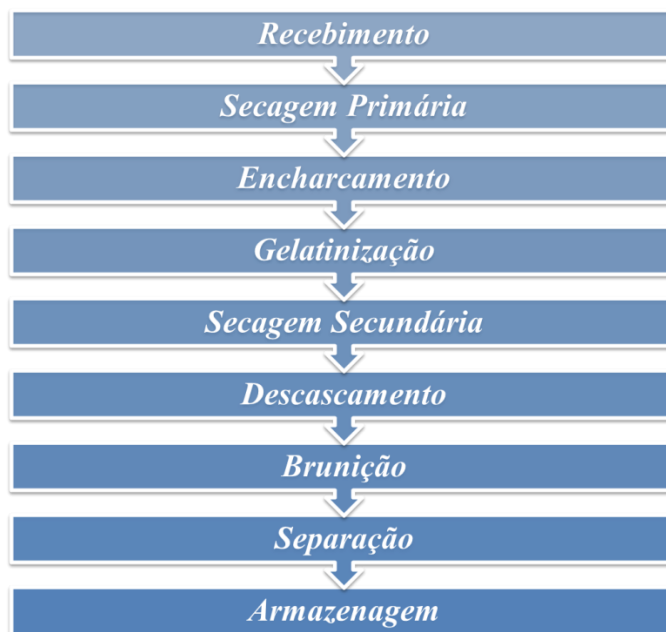 Recebimento
Secagem Primária
Encharcamento
Gelatinização
Secagem Secundária
Descascamento
Brunição
Separação
Armazenagem